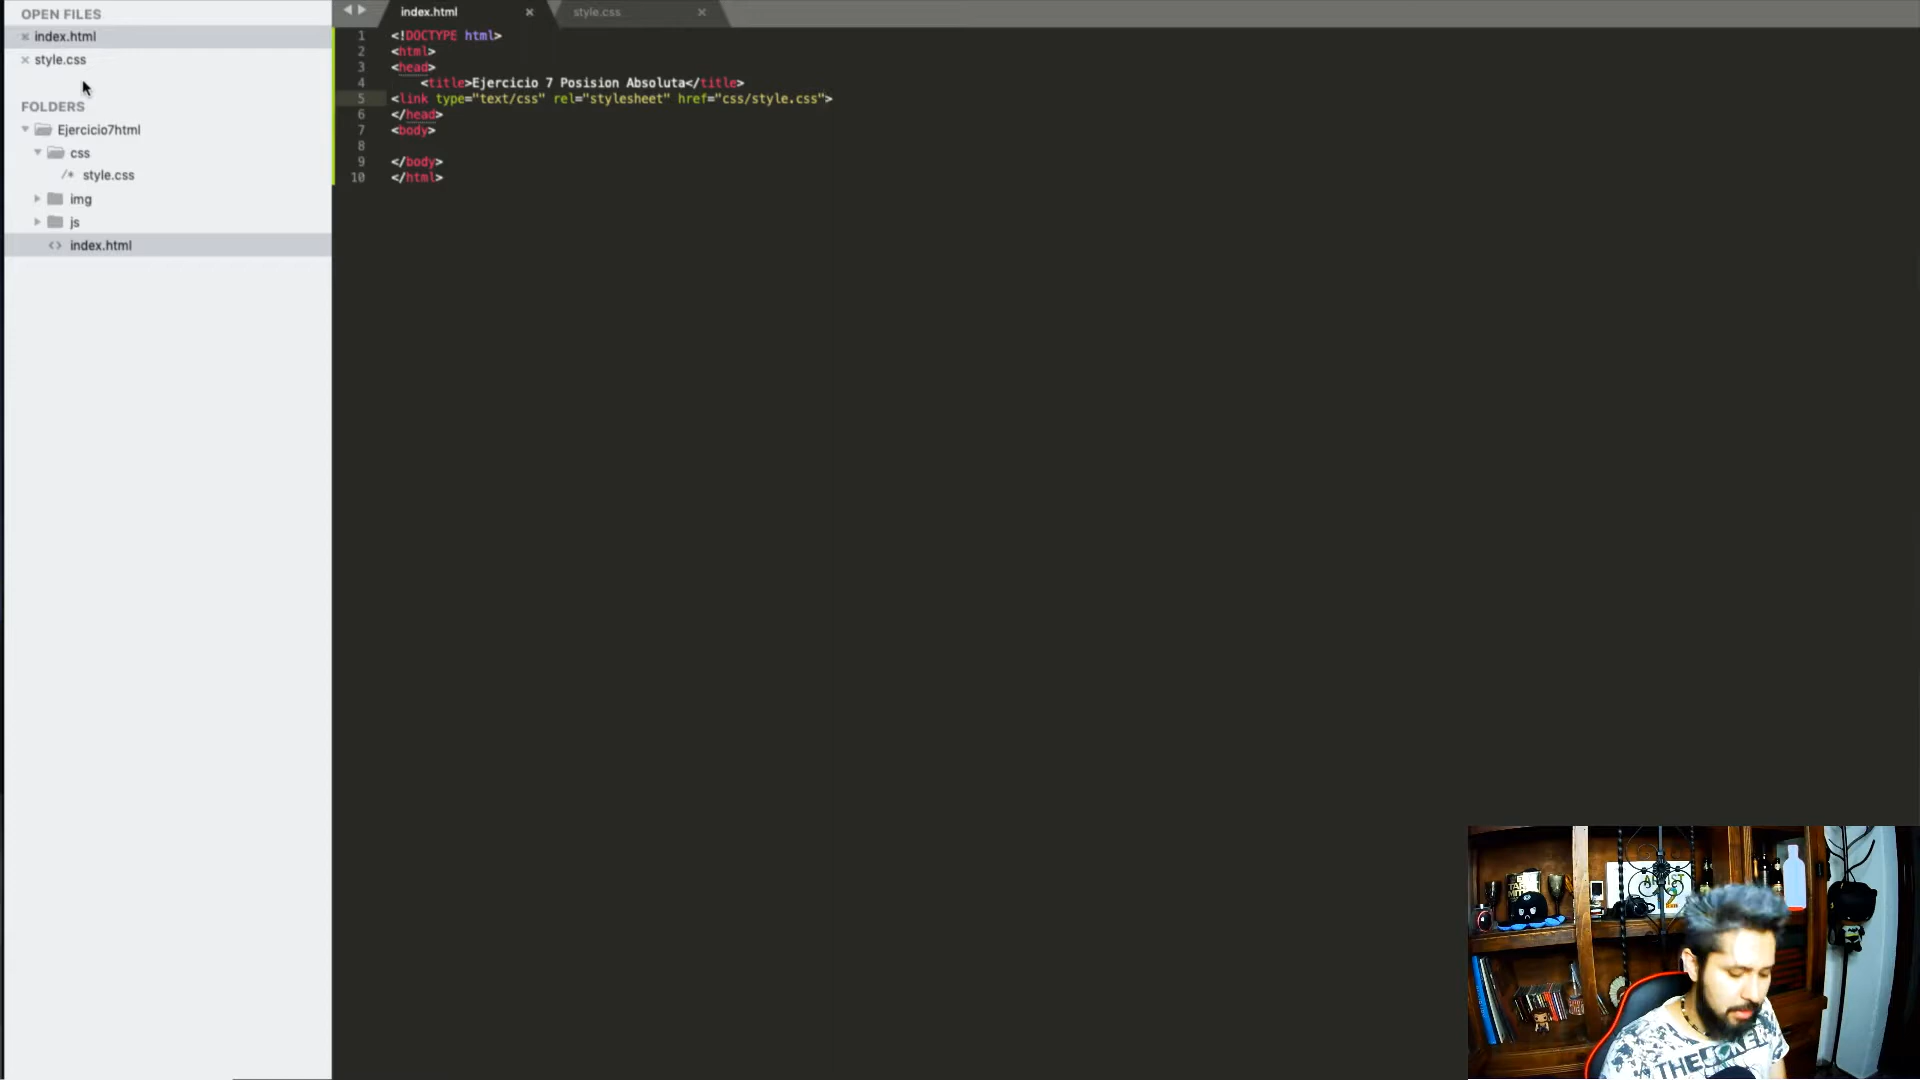 OPEN FILES
index.html
style.css
FOLDERS
Ejercicio7html
css
/* style.css
img
js
<> index.html
index.html
style.css
1 <!DOCTYPE html>
2 <html>
3 <head>
4 <title>Ejercicio 7 Posision Absoluta</title>
5 <link type="text/css" rel="stylesheet" href="css/style.css">
6 </head>
7 <body>
8
9 </body>
10 </html>